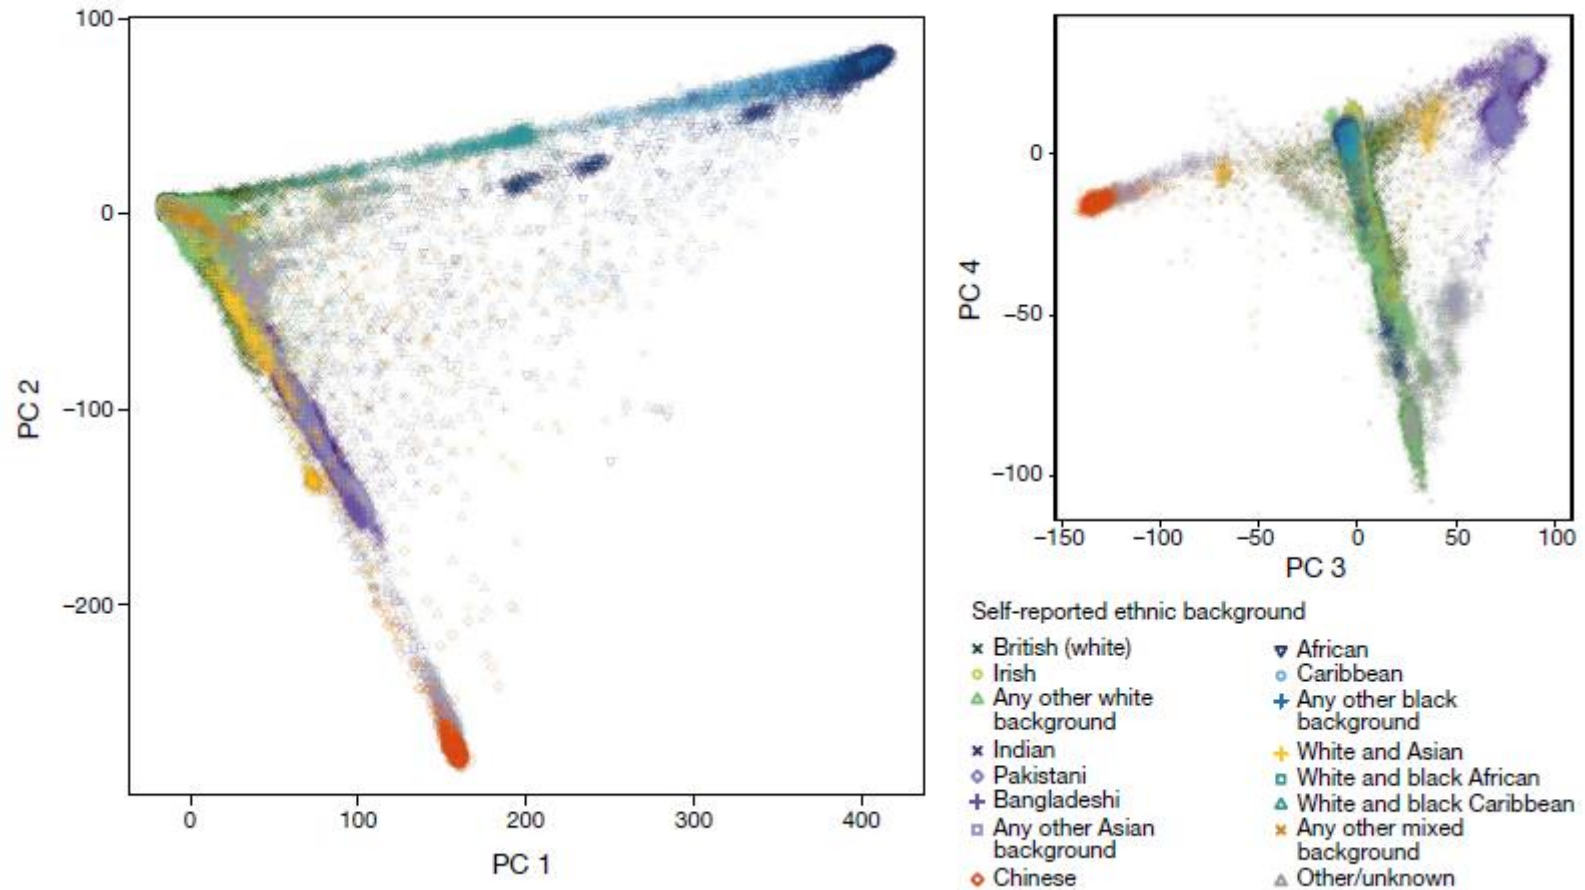 100
0
−100
−200
PC 2
0
100
200
300
400
PC 1
0
−50
−100
PC 4
−150
−100
−50
0
50
100
PC 3
Self-reported ethnic background
British (white)
Irish
Any other white
background
Indian
Pakistani
Bangladeshi
Any other Asian
background
Chinese
African
Caribbean
Any other black
background
White and Asian
White and black African
White and black Caribbean
Any other mixed
background
Other/unknown